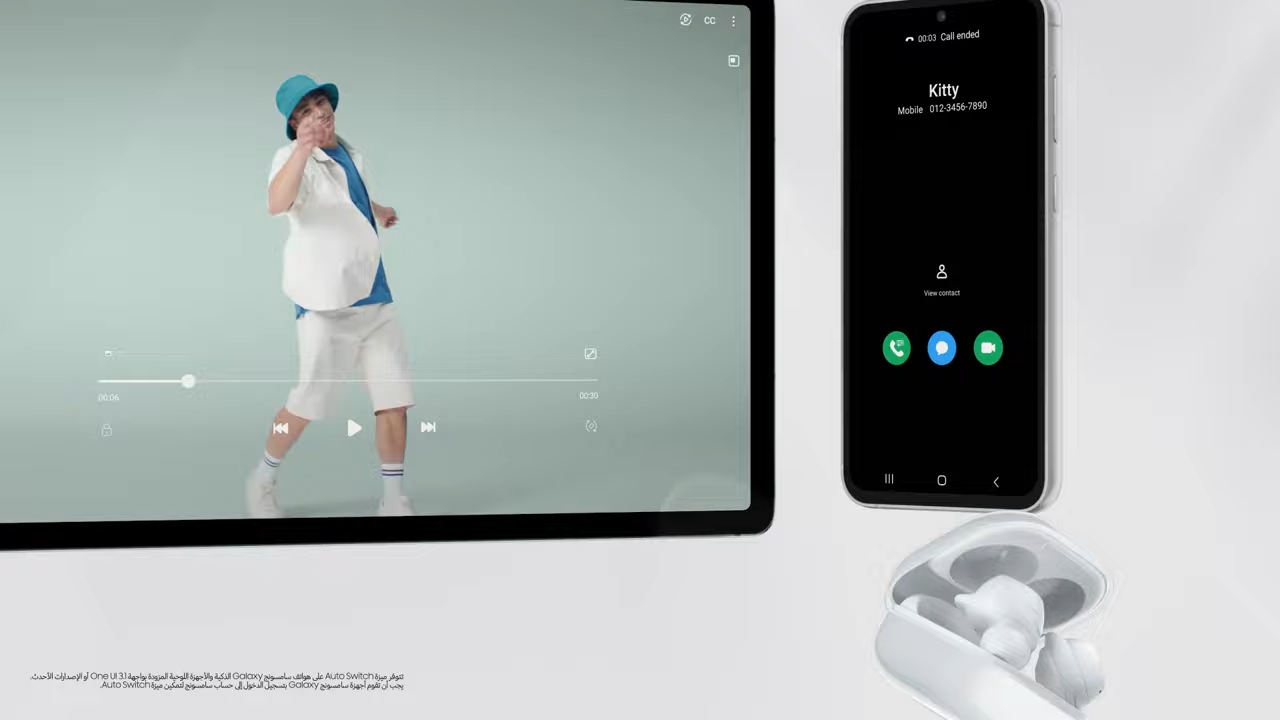 CC
00:06
00:39
00:03 Call ended
Kitty
Mobile 012-3456-7890
View contact
تتوفر ميزة Auto Switch على هواتف سامسونج Galaxy الذكية والأجهزة اللوحية المزودة بواجهة One UI 3.1 أو الإصدارات الأحدث.
يجب أن تقوم أجهزة سامسونج Galaxy بتسجيل الدخول إلى حساب سامسونج لتمكين ميزة Auto Switch.